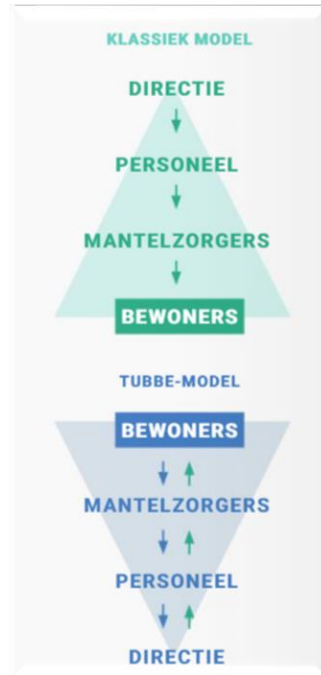 KLASSIEK MODEL
DIRECTIE
PERSONEEL
MANTELZORGERS
BEWONERS
TUBBE-MODEL
BEWONERS
MANTELZORGERS
PERSONEEL
DIRECTIE